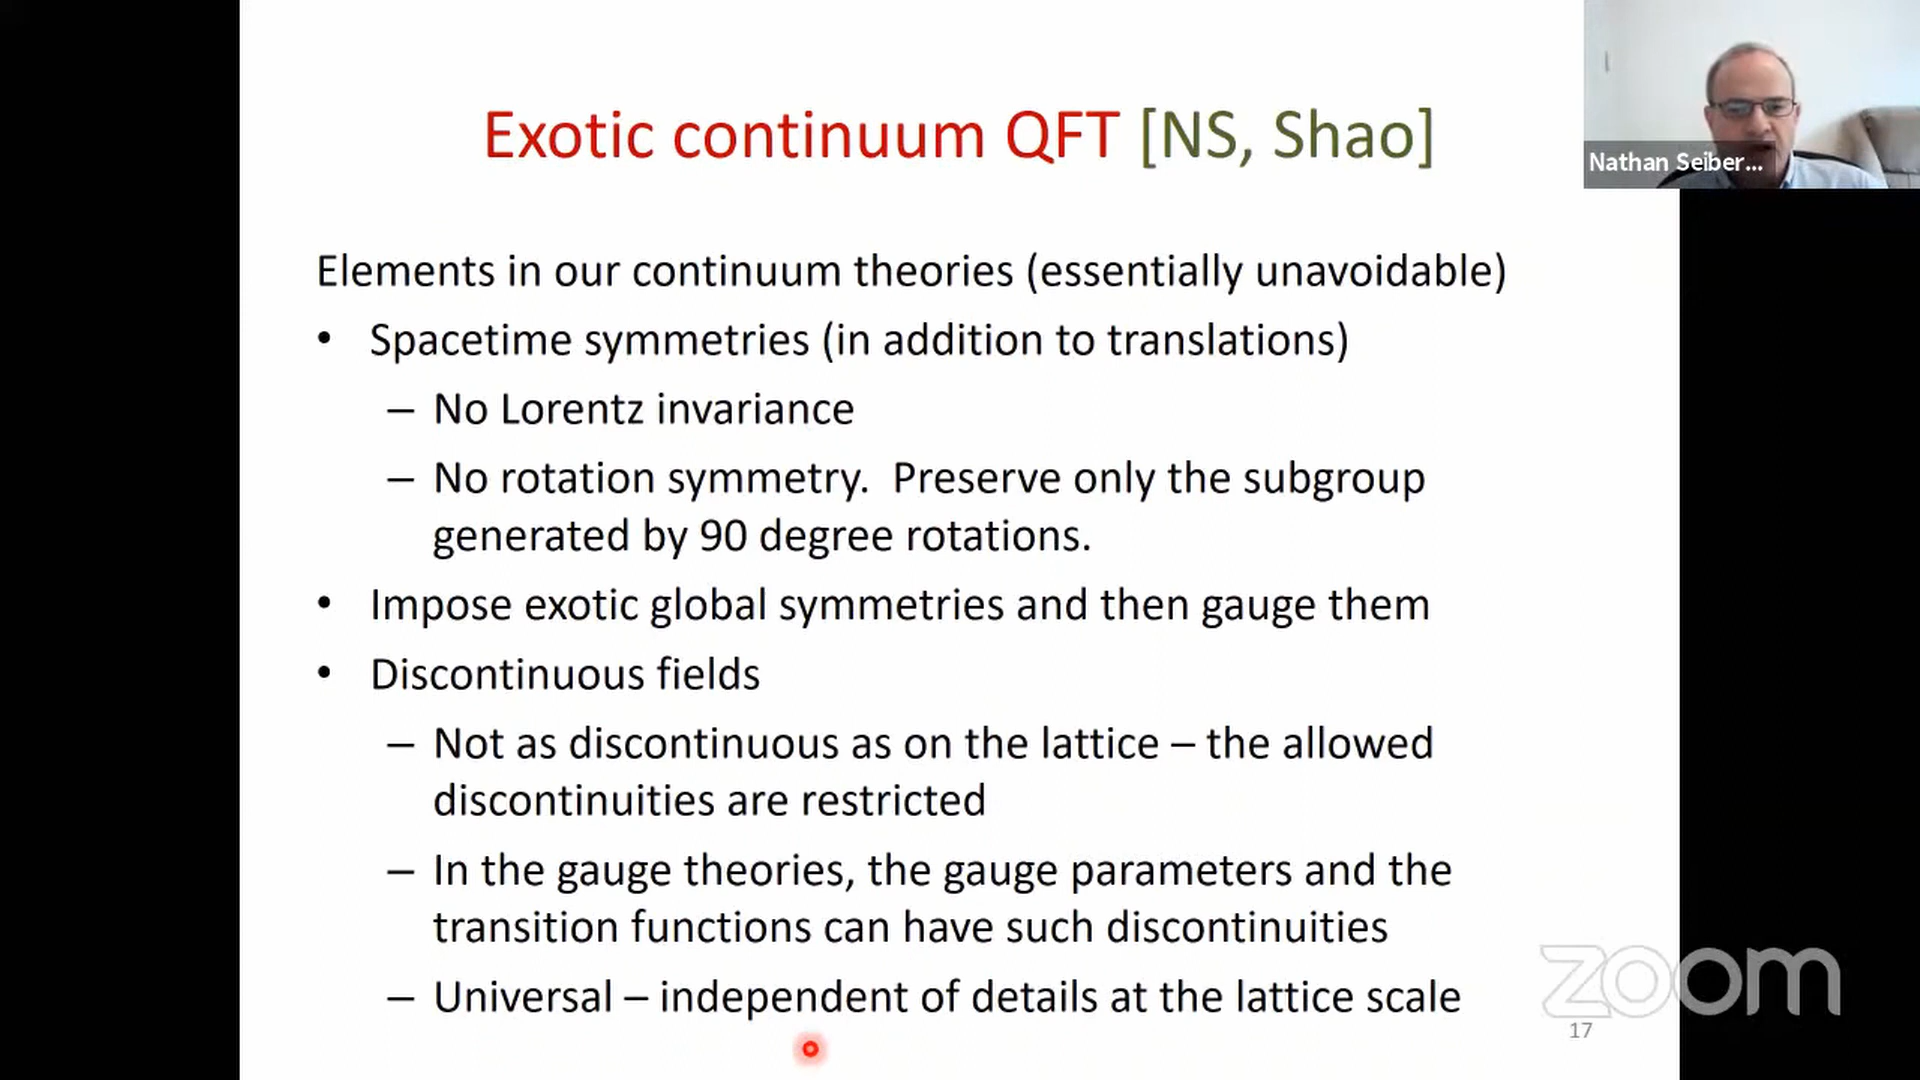 Exotic continuum QFT [NS, Shao]
Nathan Seiber...
Elements in our continuum theories (essentially unavoidable)
• Spacetime symmetries (in addition to translations)
– No Lorentz invariance
– No rotation symmetry.  Preserve only the subgroup
generated by 90 degree rotations.
• Impose exotic global symmetries and then gauge them
• Discontinuous fields
– Not as discontinuous as on the lattice – the allowed
discontinuities are restricted
– In the gauge theories, the gauge parameters and the
transition functions can have such discontinuities
– Universal – independent of details at the lattice scale
zoom
17